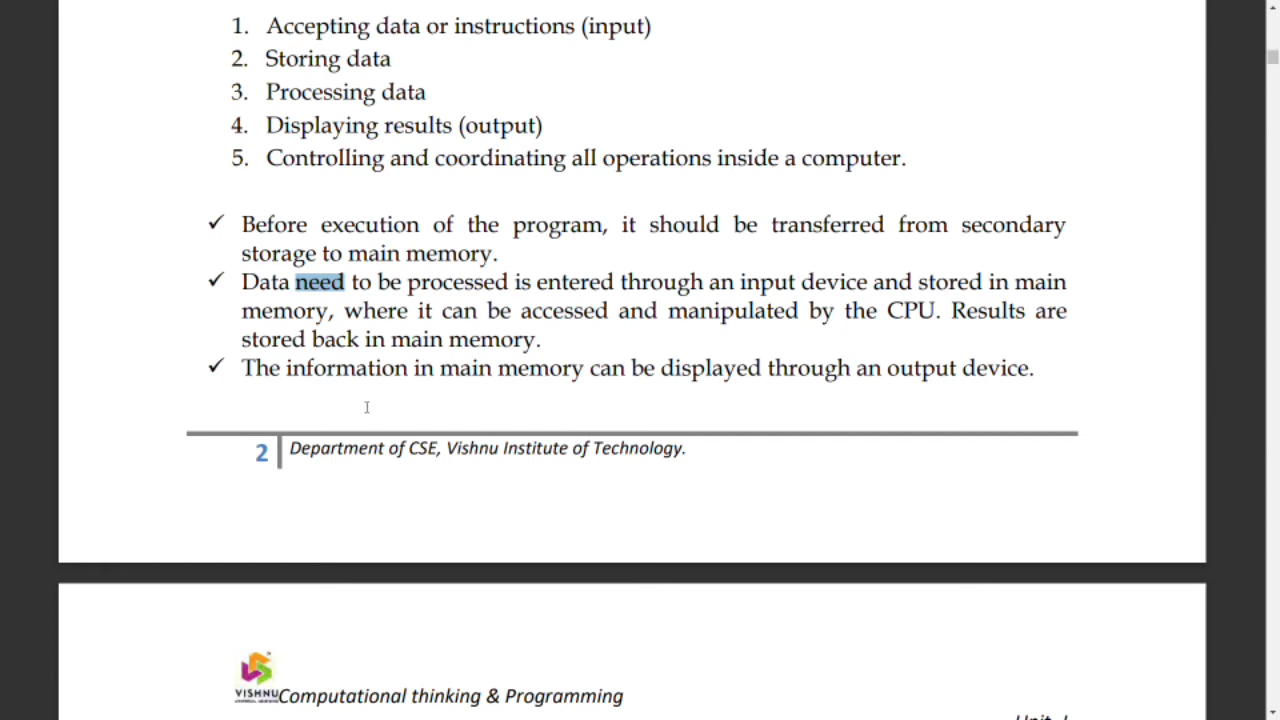 1. Accepting data or instructions (input)
2. Storing data
3. Processing data
4. Displaying results (output)
5. Controlling and coordinating all operations inside a computer.
✓ Before execution of the program, it should be transferred from secondary
storage to main memory.
✓ Data need to be processed is entered through an input device and stored in main
memory, where it can be accessed and manipulated by the CPU. Results are
stored back in main memory.
✓ The information in main memory can be displayed through an output device.
2 Department of CSE, Vishnu Institute of Technology.
VISHNU
Computational thinking & Programming
Unit- I